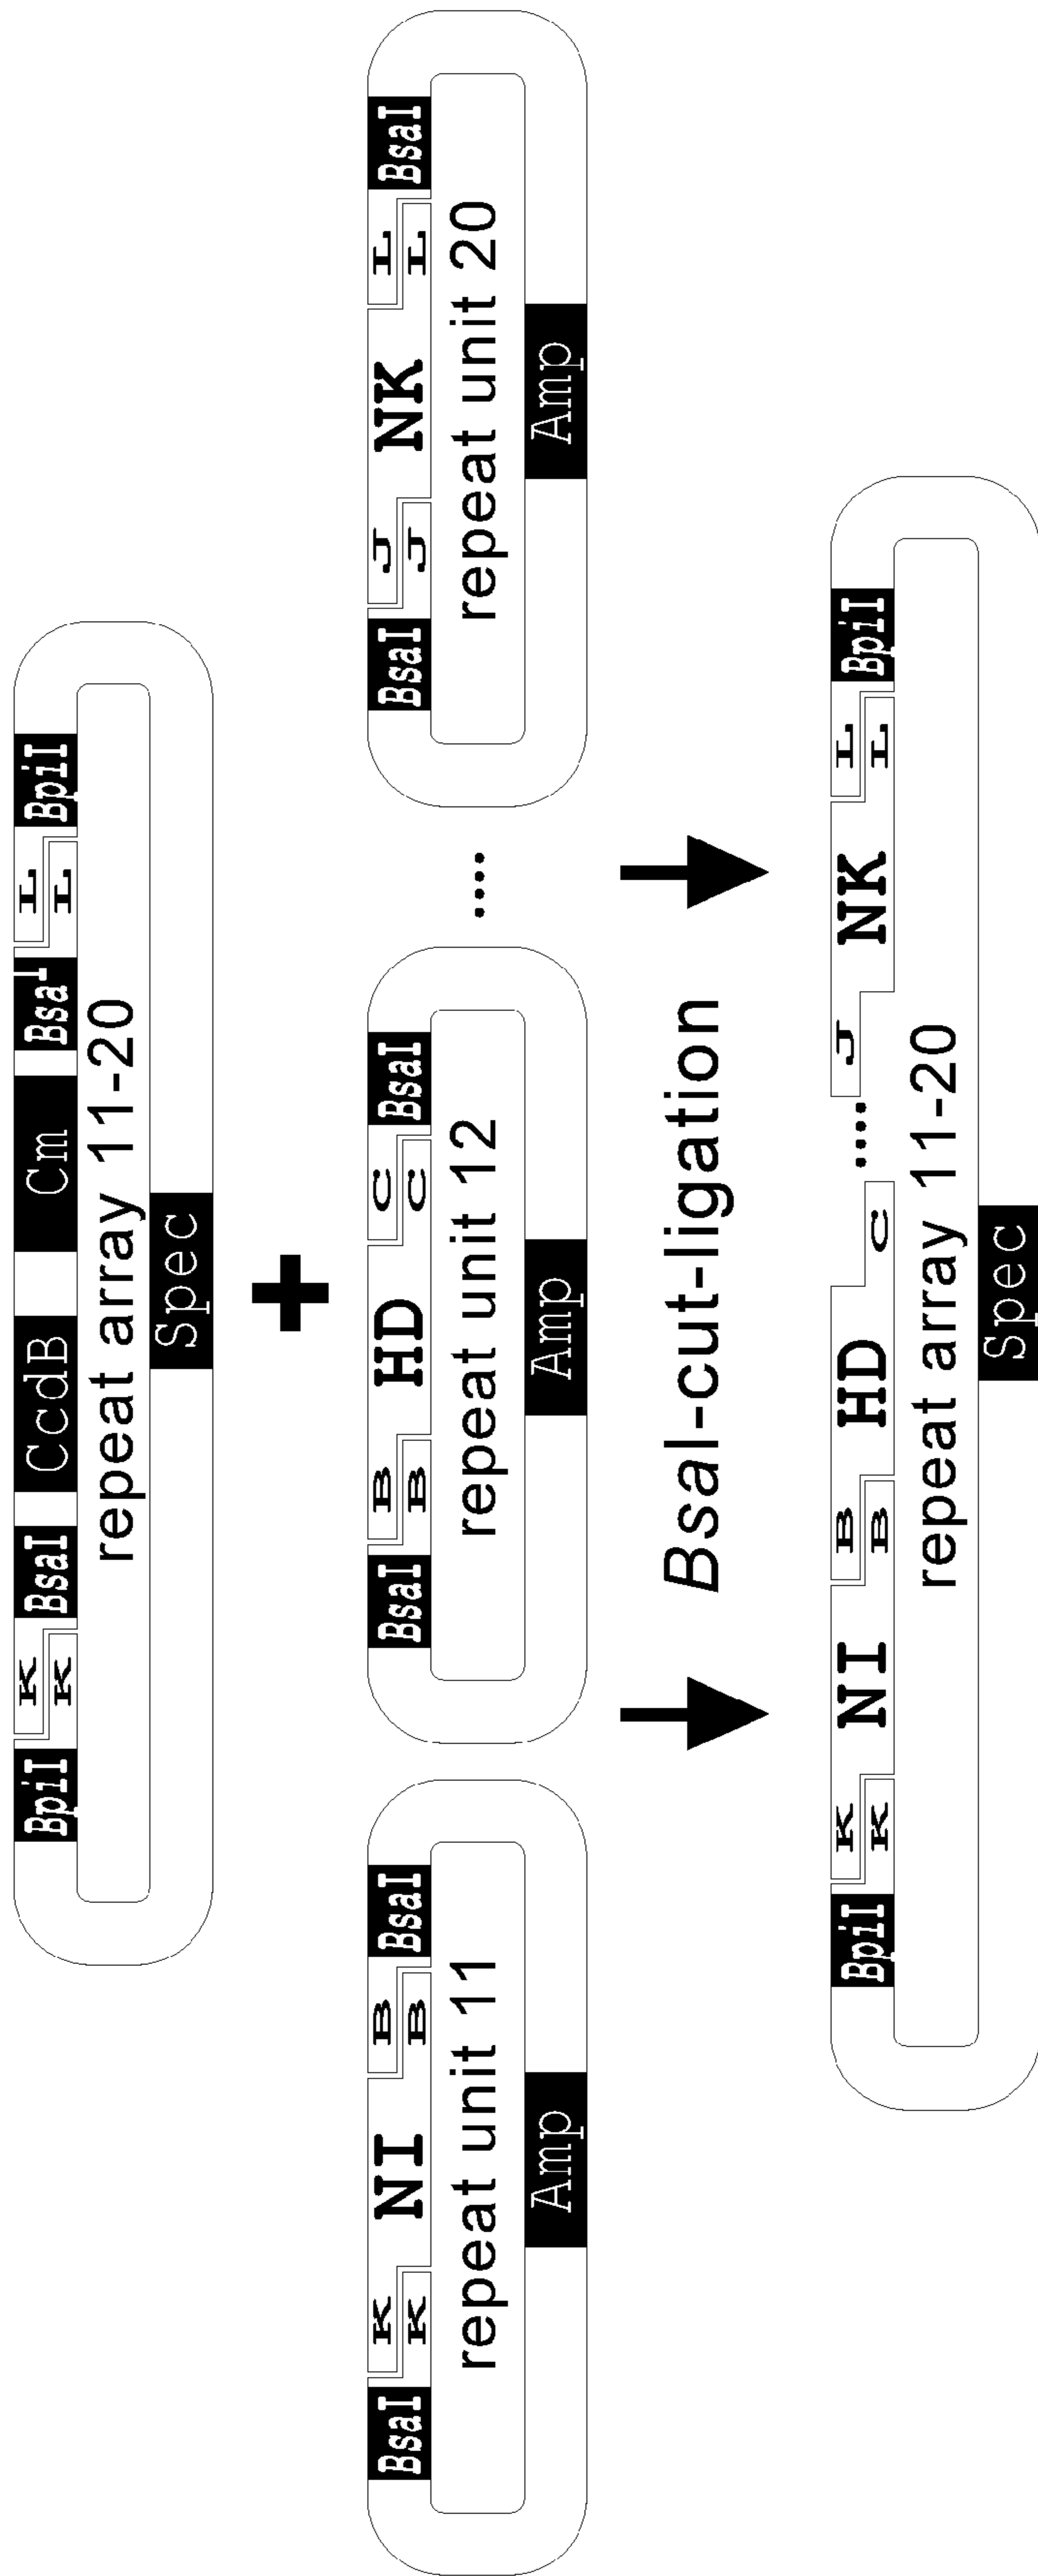 BpiI K BsaI CcdB Cm BsaI L BpiI
K L
repeat array 11-20
Spec
+
BsaI K NI B BsaI
K B
repeat unit 11
Amp
BsaI B HD C BsaI
B C
repeat unit 12
Amp
....
BsaI J NK L BsaI
J L
repeat unit 20
Amp
BsaI-cut-ligation
BpiI K NI B HD .... J NK L BpiI
K B C L
repeat array 11-20
Spec